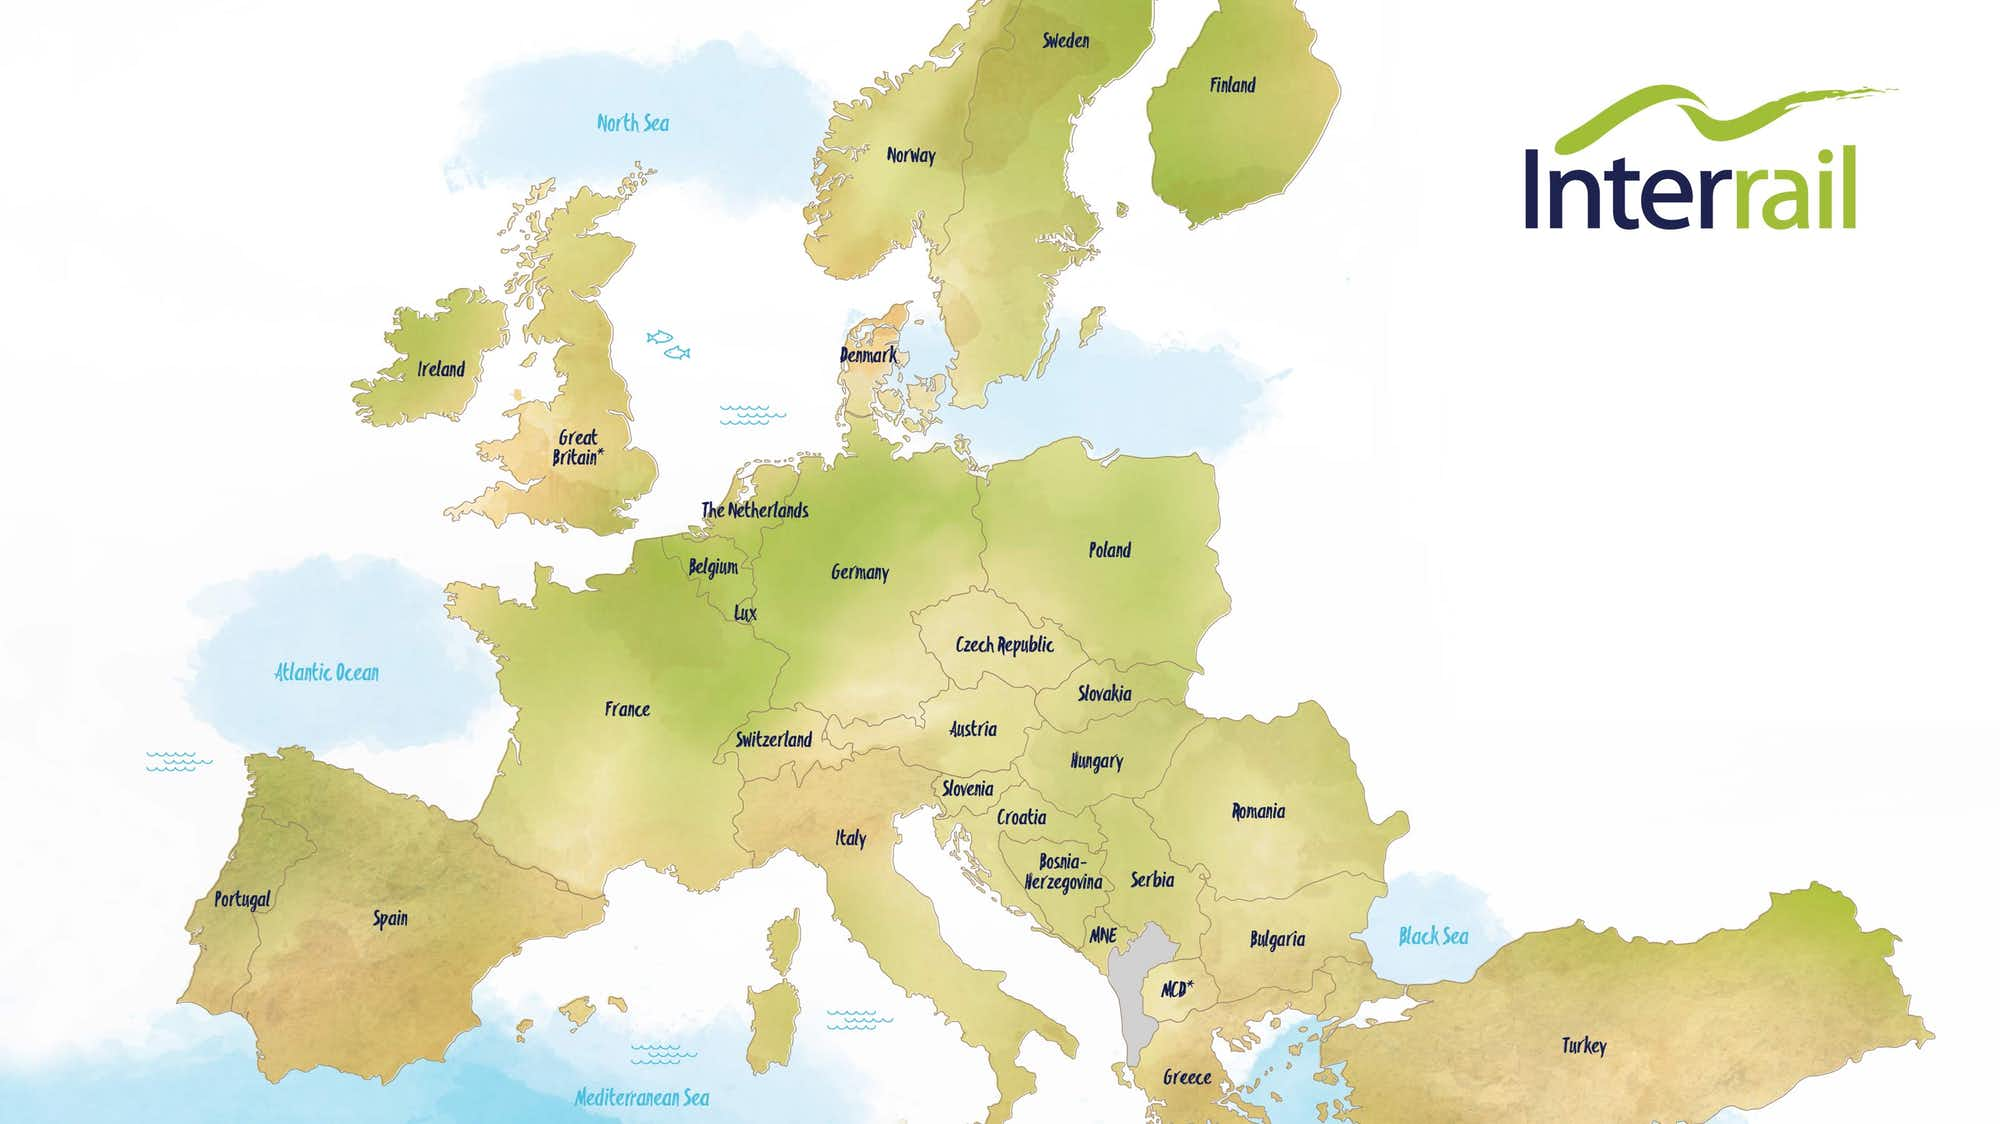 Sweden
Finland
North Sea
Norway
Interrail
Ireland
Denmark
Great
Britain*
The Netherlands
Belgium
Germany
Poland
Lux
Czech Republic
Atlantic Ocean
France
Slovakia
Switzerland
Austria
Hungary
Slovenia
Croatia
Romania
Italy
Bosnia-
Herzegovina
Serbia
Portugal
Spain
MNE
Bulgaria
Black Sea
MCD*
Turkey
Greece
Mediterranean Sea